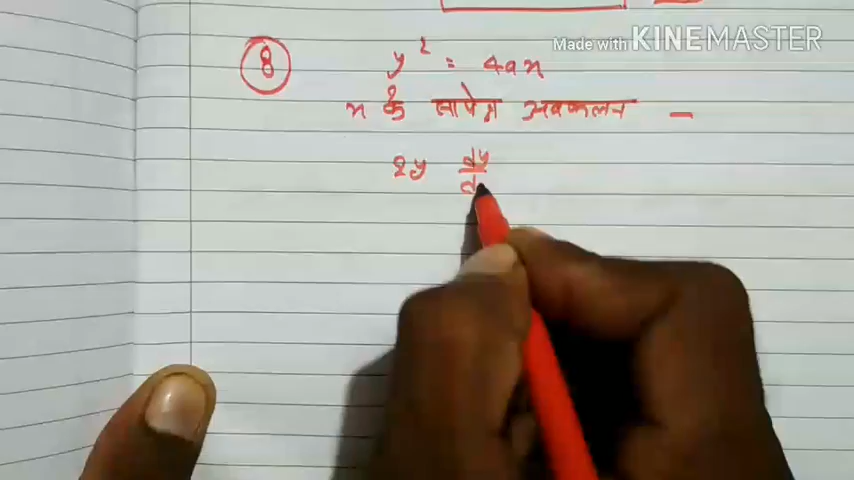 Made with KINEMASTER
8 y² = 4ax
x के सापेक्ष अवकलन -
2y dy/d